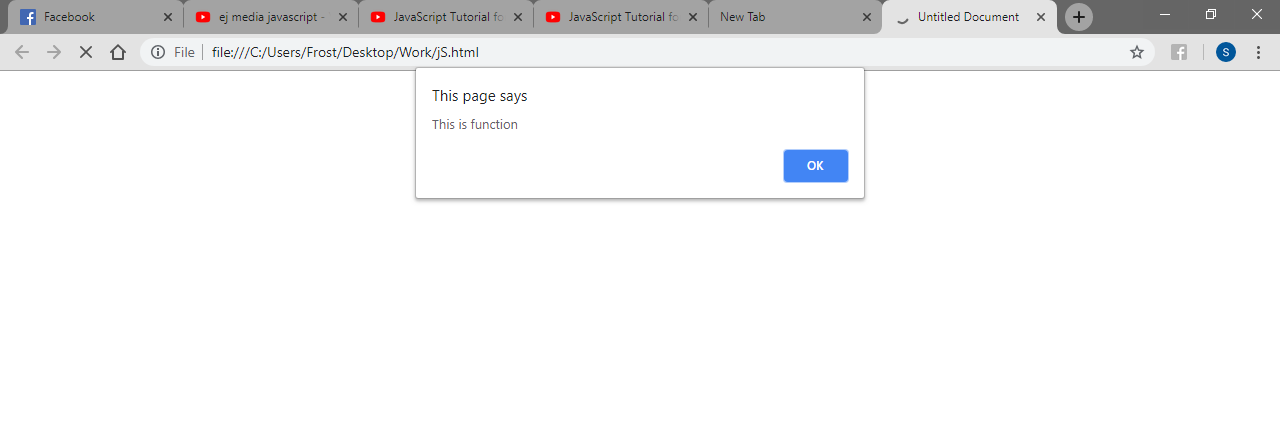 Facebook
ej media javascript -
JavaScript Tutorial fo
JavaScript Tutorial fo
New Tab
Untitled Document
File
file:///C:/Users/Frost/Desktop/Work/jS.html
S
This page says
This is function
OK